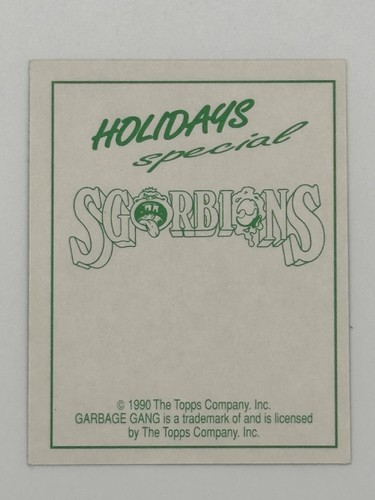 HOLIDAYS
special
SGORBIONS
© 1990 The Topps Company. Inc.
GARBAGE GANG is a trademark of and is licensed
by The Topps Company. Inc.